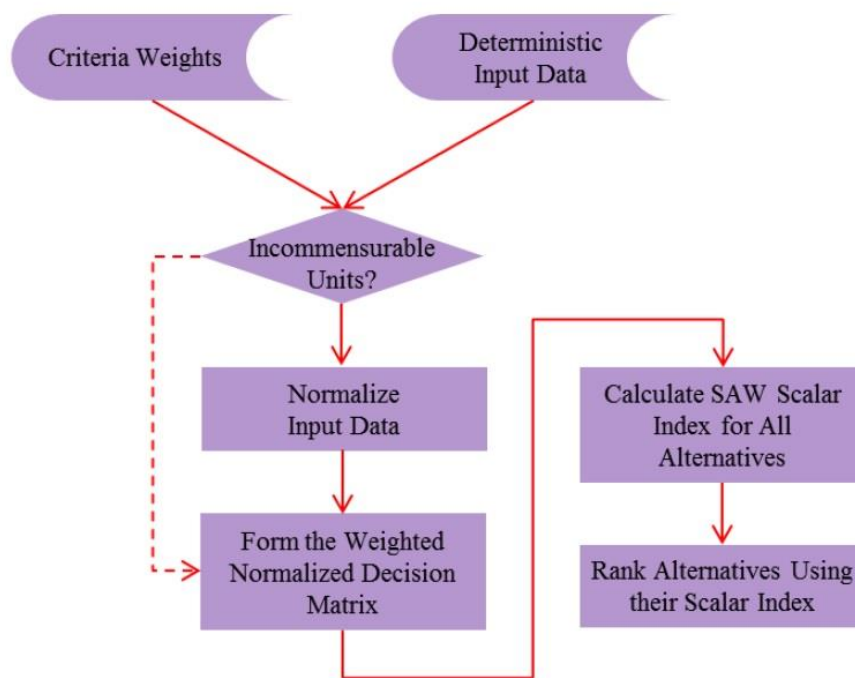 Criteria Weights
Deterministic
Input Data
Incommensurable
Units?
Normalize
Input Data
Form the Weighted
Normalized Decision
Matrix
Calculate SAW Scalar
Index for All
Alternatives
Rank Alternatives Using
their Scalar Index